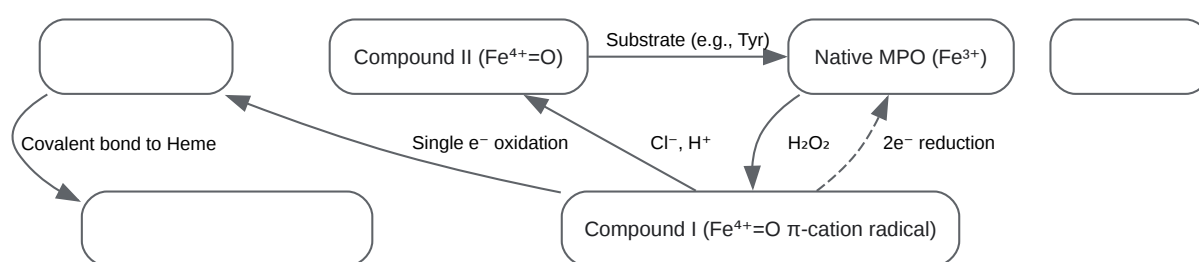 Compound II (Fe⁴⁺=O)
Substrate (e.g., Tyr)
Native MPO (Fe³⁺)
Covalent bond to Heme
Single e⁻ oxidation
Cl⁻, H⁺
H₂O₂
2e⁻ reduction
Compound I (Fe⁴⁺=O π-cation radical)